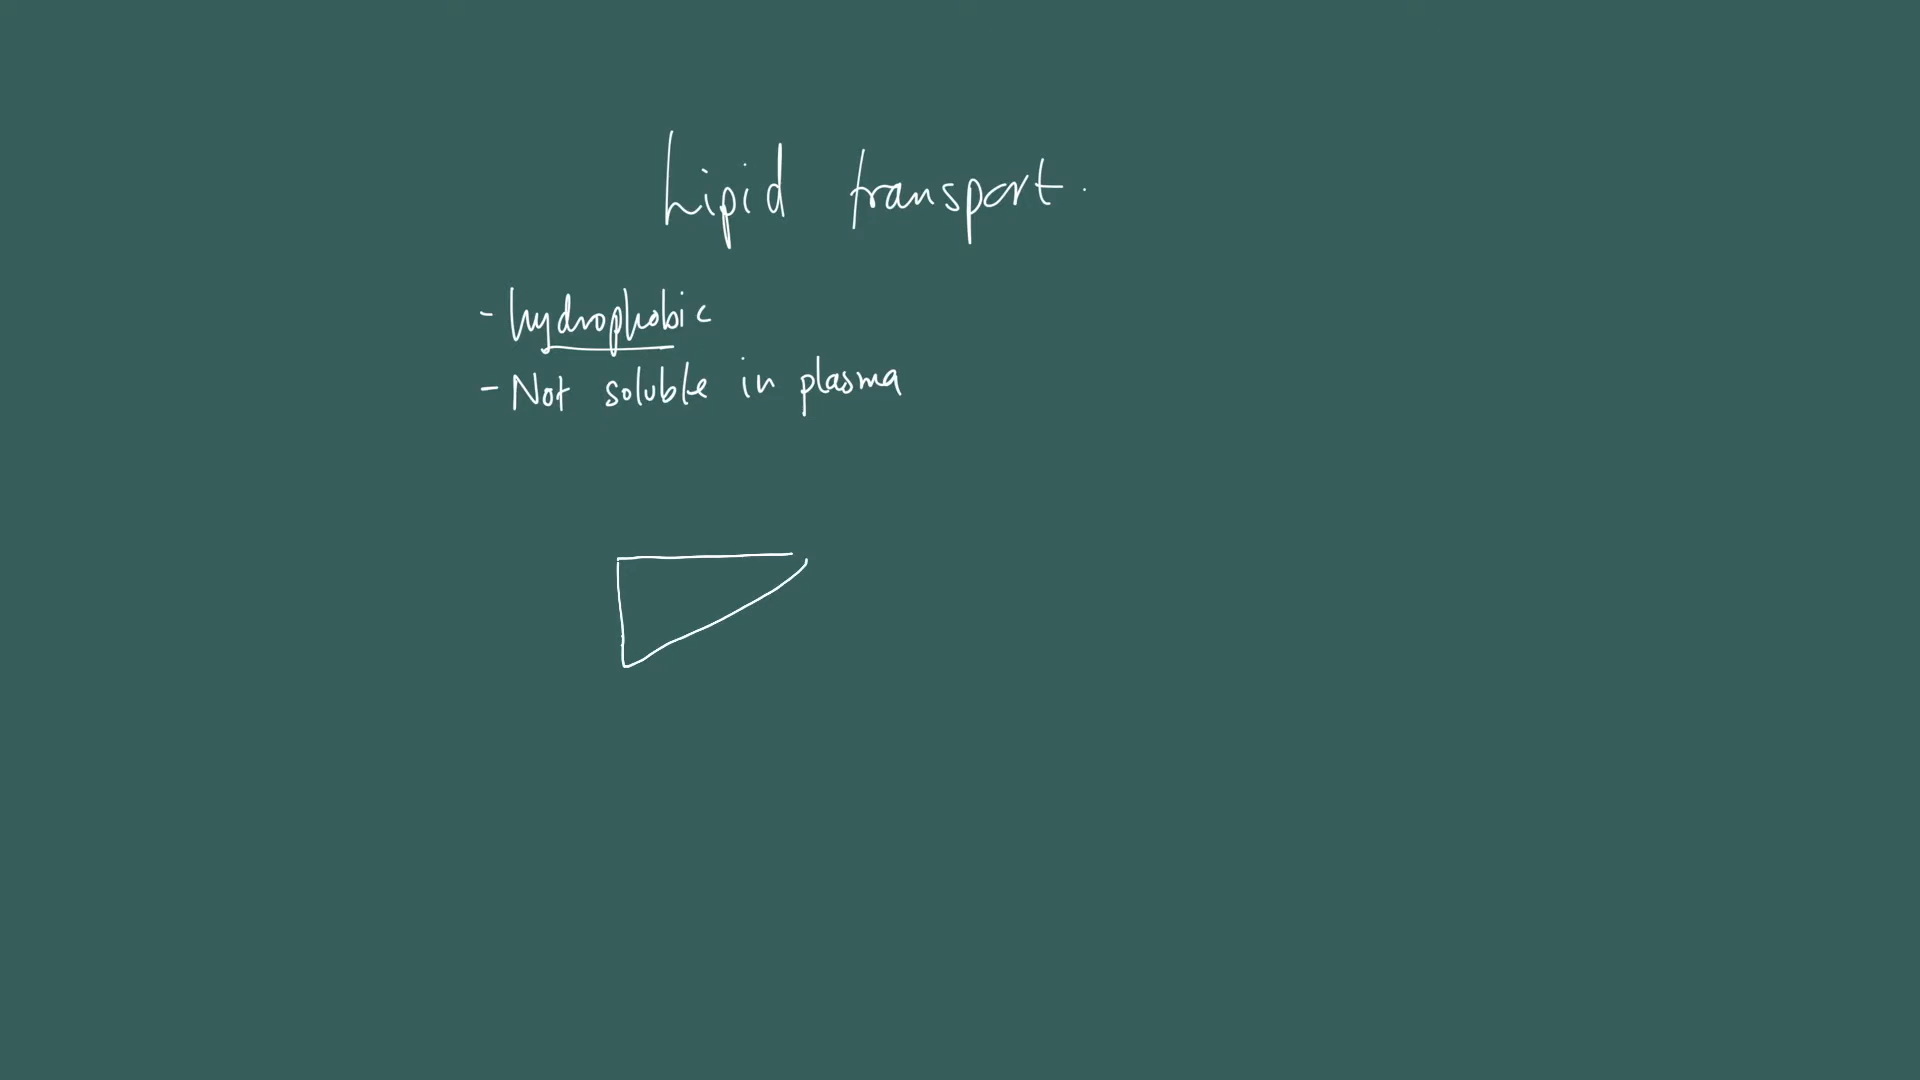 Lipid transport.
- hydrophobic
- Not soluble in plasma